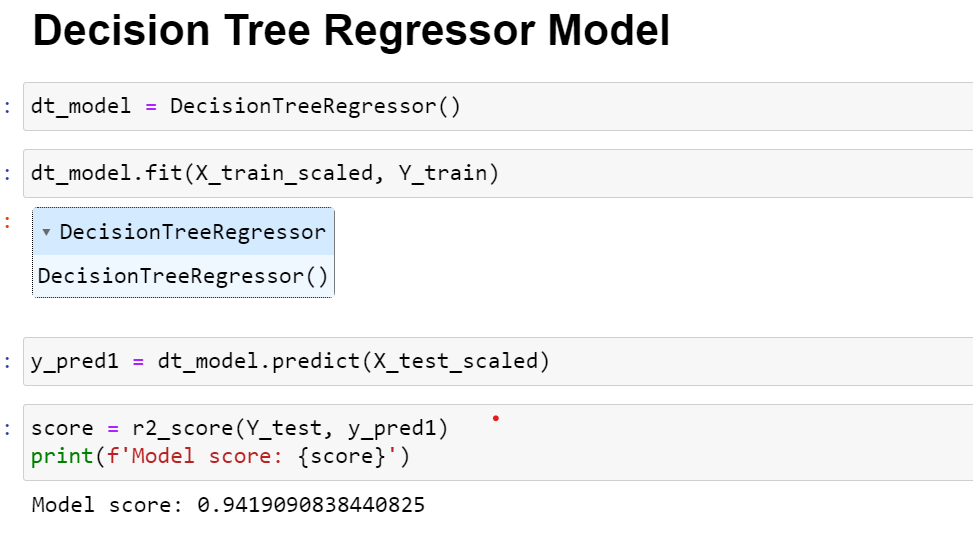 Decision Tree Regressor Model
: dt_model = DecisionTreeRegressor()
: dt_model.fit(X_train_scaled, Y_train)
: ▾ DecisionTreeRegressor
DecisionTreeRegressor()
: y_pred1 = dt_model.predict(X_test_scaled)
: score = r2_score(Y_test, y_pred1)
print(f'Model score: {score}')
Model score: 0.9419090838440825